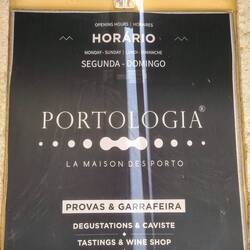 OPENING HOURS | HORAIRES
HORÁRIO
MONDAY - SUNDAY | LUNDI - DIMANCHE
SEGUNDA - DOMINGO
PORTOLOGIA®
LA MAISON DES PORTO
PROVAS & GARRAFEIRA
DEGUSTATIONS & CAVISTE
TASTINGS & WINE SHOP